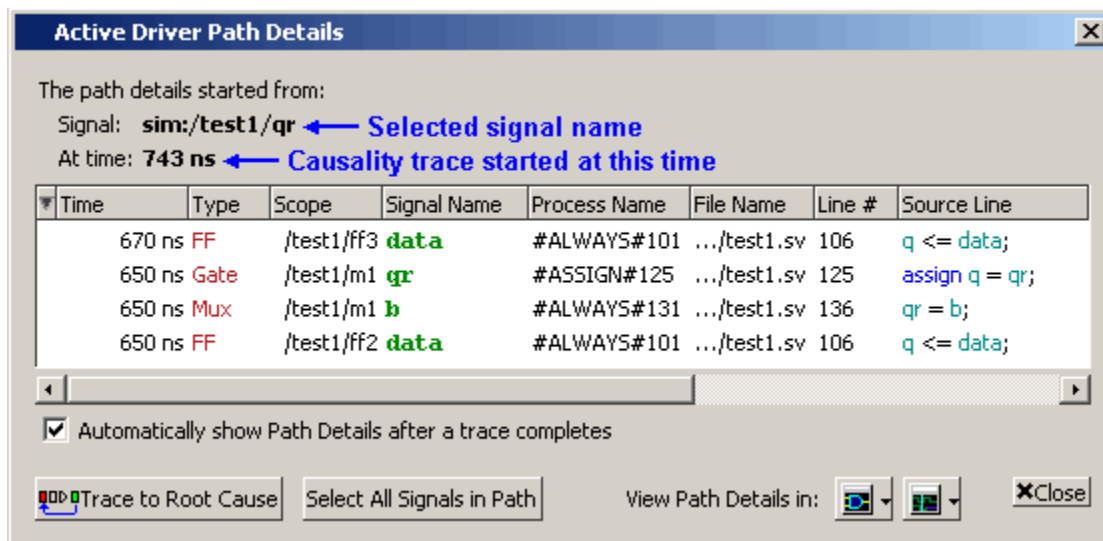 Active Driver Path Details
The path details started from:
Signal: sim:/test1/qr Selected signal name
At time: 743 ns Causality trace started at this time
Time Type Scope Signal Name Process Name File Name Line # Source Line
670 ns FF /test1/ff3 data #ALWAYS#101 .../test1.sv 106 q <= data;
650 ns Gate /test1/m1 qr #ASSIGN#125 .../test1.sv 125 assign q = qr;
650 ns Mux /test1/m1 b #ALWAYS#131 .../test1.sv 136 qr = b;
650 ns FF /test1/ff2 data #ALWAYS#101 .../test1.sv 106 q <= data;
Automatically show Path Details after a trace completes
Trace to Root Cause Select All Signals in Path View Path Details in: Close